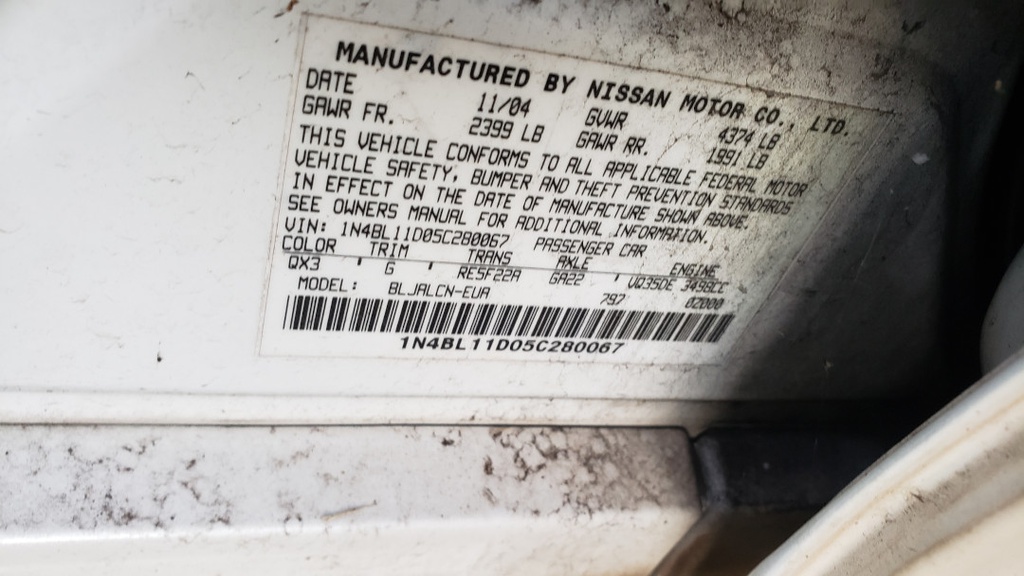 MANUFACTURED BY NISSAN MOTOR CO., LTD.
DATE 11/04 GVWR 4374 LB
GAWR FR. 2399 LB GAWR RR. 1991 LB
THIS VEHICLE CONFORMS TO ALL APPLICABLE FEDERAL MOTOR
VEHICLE SAFETY, BUMPER AND THEFT PREVENTION STANDARDS
IN EFFECT ON THE DATE OF MANUFACTURE SHOWN ABOVE.
SEE OWNERS MANUAL FOR ADDITIONAL INFORMATION.
VIN: 1N4BL11D05C280067 PASSENGER CAR
COLOR TRIM TRANS AXLE ENGINE
QX3 ' G ' RE5F22A GA22 ' VQ35DE 3498CC
MODEL: BLJALCN-EUA 797 02000
1N4BL11D05C280067